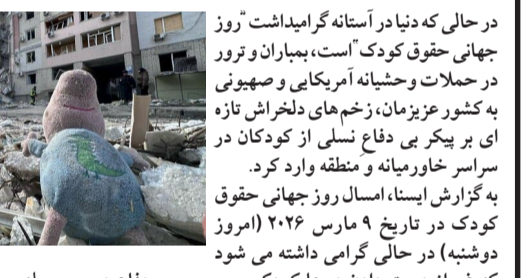 در حالی که دنیا در آستانه گرامیداشت "روز
جهانی حقوق کودک" است، بمباران و ترور
در حملات وحشیانه آمریکایی و صهیونی
به کشور عزیزمان، زخم‌های دلخراش تازه
ای بر پیکر بی دفاعِ نسلی از کودکان در
سراسر خاورمیانه و منطقه وارد کرد.
به گزارش ایسنا، امسال روز جهانی حقوق
کودک در تاریخ ۹ مارس ۲۰۲۶ (امروز
دوشنبه) در حالی گرامی داشته می شود